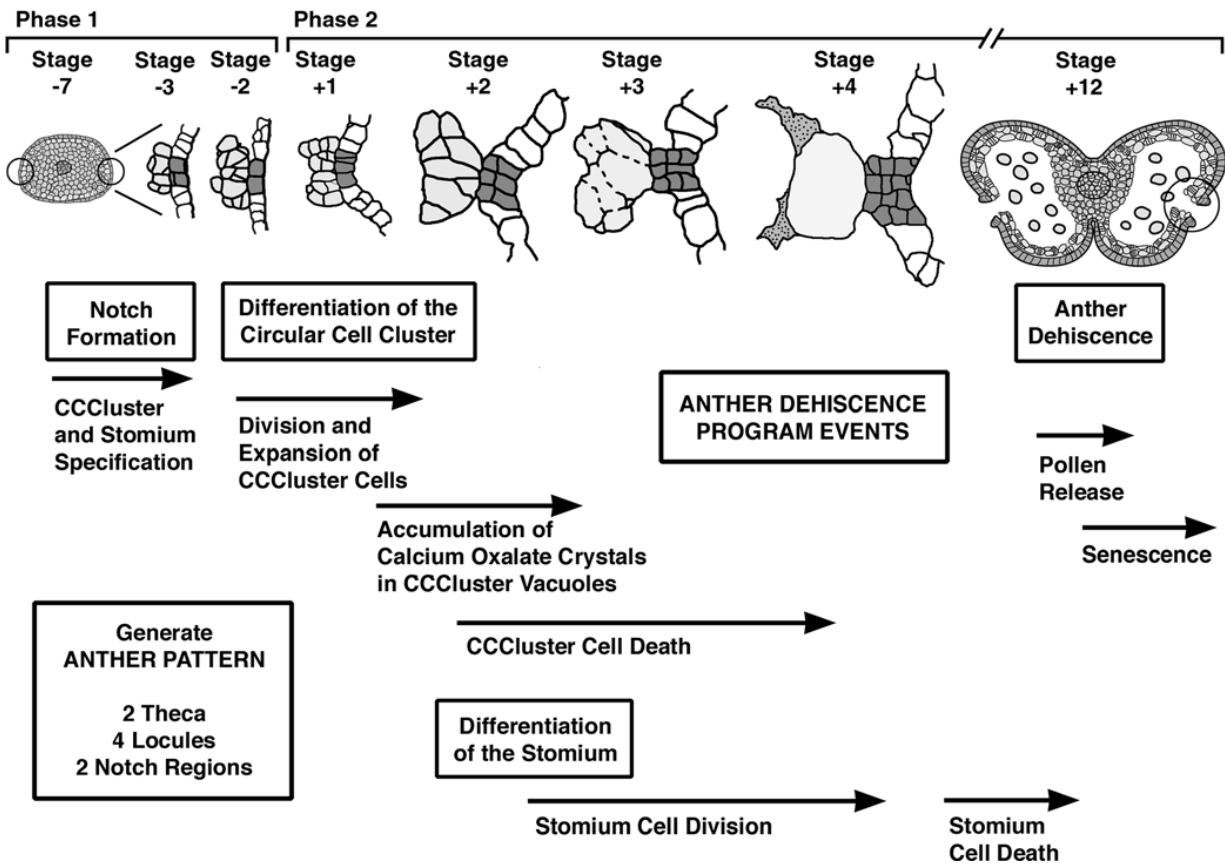 Phase 1
Phase 2
Stage
-7
Stage
-3
Stage
-2
Stage
+1
Stage
+2
Stage
+3
Stage
+4
Stage
+12
Notch
Formation
Differentiation of the
Circular Cell Cluster
Anther
Dehiscence
CCCluster
and Stomium
Specification
Division and
Expansion of
CCCluster Cells
ANTHER DEHISCENCE
PROGRAM EVENTS
Pollen
Release
Accumulation of
Calcium Oxalate Crystals
in CCCluster Vacuoles
Senescence
Generate
ANTHER PATTERN
2 Theca
4 Locules
2 Notch Regions
CCCluster Cell Death
Differentiation
of the Stomium
Stomium Cell Division
Stomium
Cell Death